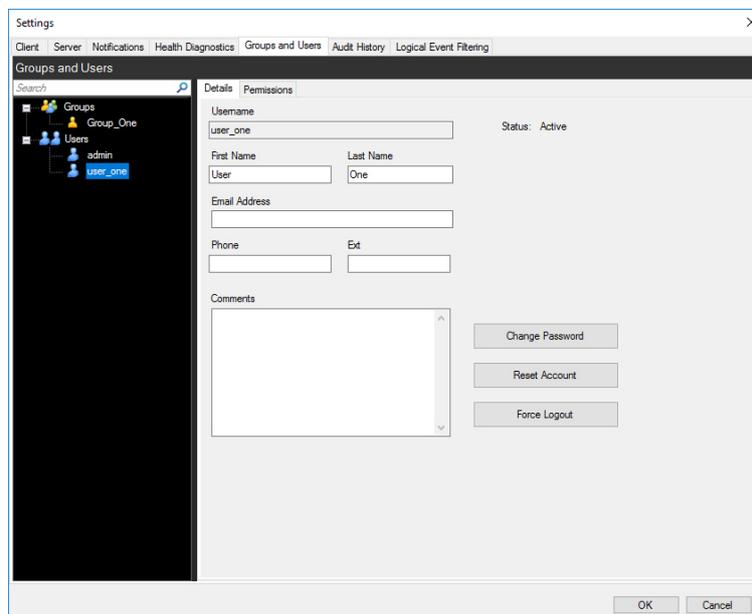 Settings
Client Server Notifications Health Diagnostics Groups and Users Audit History Logical Event Filtering
Groups and Users
Search
Groups
Group_One
Users
admin
user_one
Details Permissions
Username
user_one
Status: Active
First Name Last Name
User One
Email Address
Phone Ext
Comments
Change Password
Reset Account
Force Logout
OK Cancel